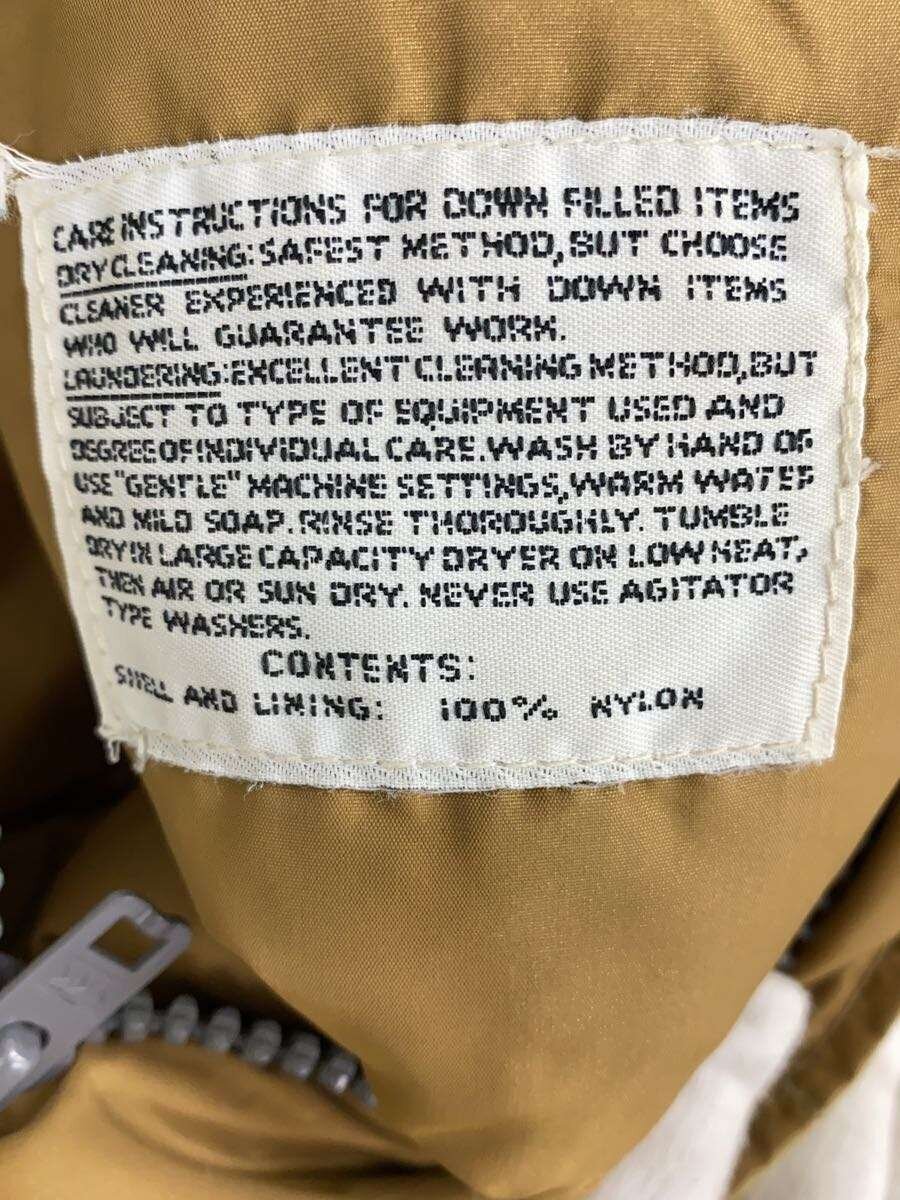 CARE INSTRUCTIONS FOR DOWN FILLED ITEMS
DRY CLEANING: SAFEST METHOD, BUT CHOOSE
CLEANER EXPERIENCED WITH DOWN ITEMS
WHO WILL GUARANTEE WORK.
LAUNDERING: EXCELLENT CLEANING METHOD, BUT
SUBJECT TO TYPE OF EQUIPMENT USED AND
DEGREE OF INDIVIDUAL CARE. WASH BY HAND OR
USE "GENTLE" MACHINE SETTINGS, WARM WATER
AND MILD SOAP. RINSE THOROUGHLY. TUMBLE
DRY IN LARGE CAPACITY DRYER ON LOW HEAT,
THEN AIR OR SUN DRY. NEVER USE AGITATOR
TYPE WASHERS.
CONTENTS:
SHELL AND LINING: 100% NYLON